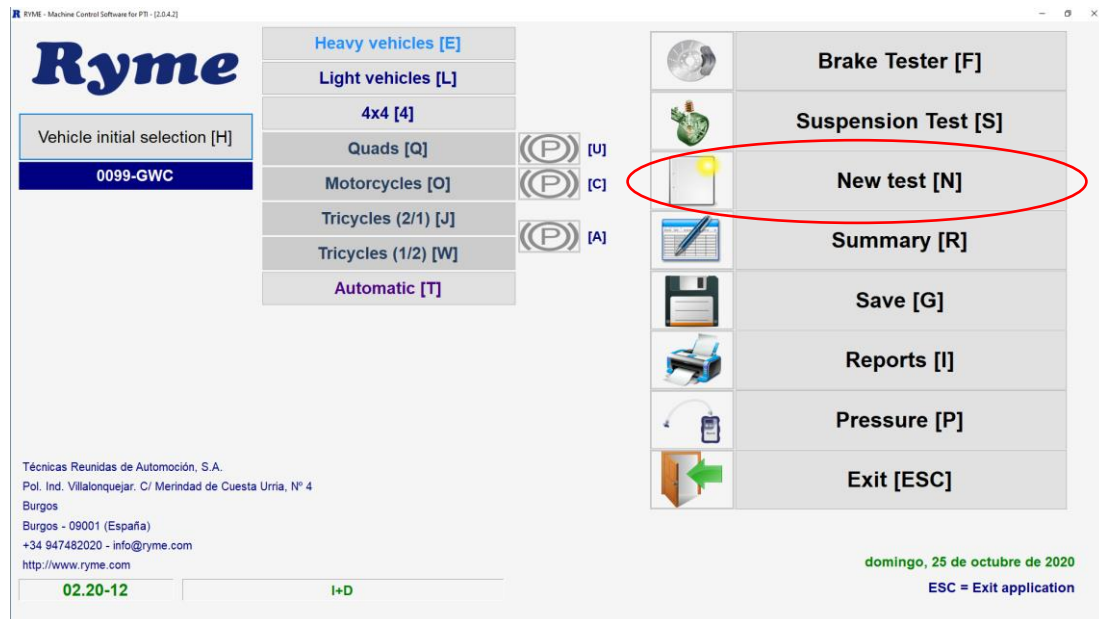 RYME - Machine Control Software for PTI - [2.0.4.2]
Ryme
Vehicle initial selection [H]
0099-GWC
Heavy vehicles [E]
Light vehicles [L]
4x4 [4]
Quads [Q]
(P) [U]
Motorcycles [O]
(P) [C]
Tricycles (2/1) [J]
Tricycles (1/2) [W]
(P) [A]
Automatic [T]
Brake Tester [F]
Suspension Test [S]
New test [N]
Summary [R]
Save [G]
Reports [I]
Pressure [P]
Exit [ESC]
Técnicas Reunidas de Automoción, S.A.
Pol. Ind. Villalonquejar. C/ Merindad de Cuesta Urria, Nº 4
Burgos
Burgos - 09001 (España)
+34 947482020 - info@ryme.com
http://www.ryme.com
02.20-12
I+D
domingo, 25 de octubre de 2020
ESC = Exit application